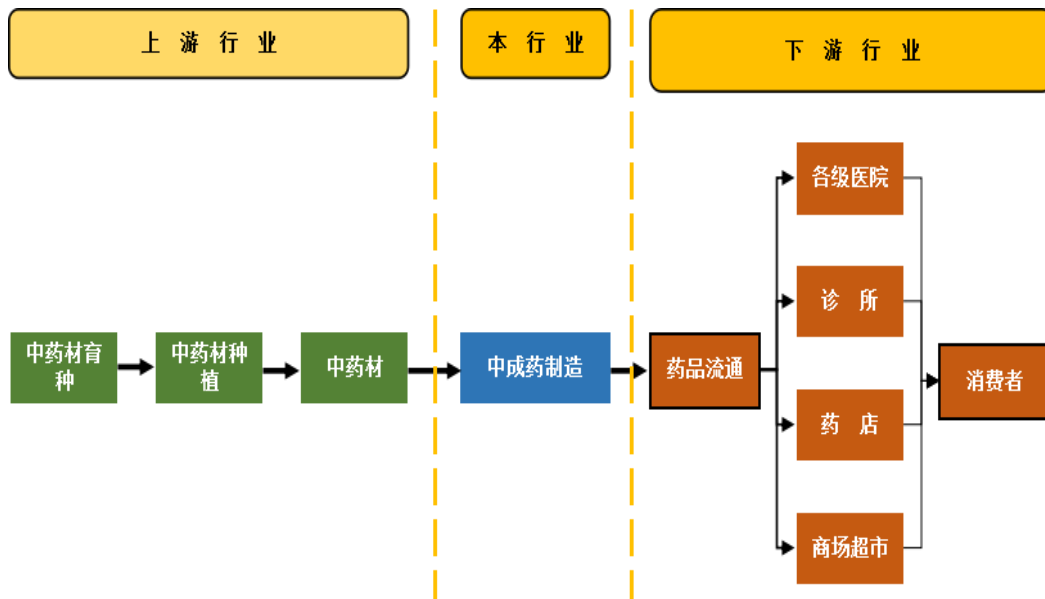 上 游 行 业
本 行 业
下 游 行 业
各级医院
诊 所
中药材育
种
中药材种
植
中药材
中成药制造
药品流通
消费者
药 店
商场超市